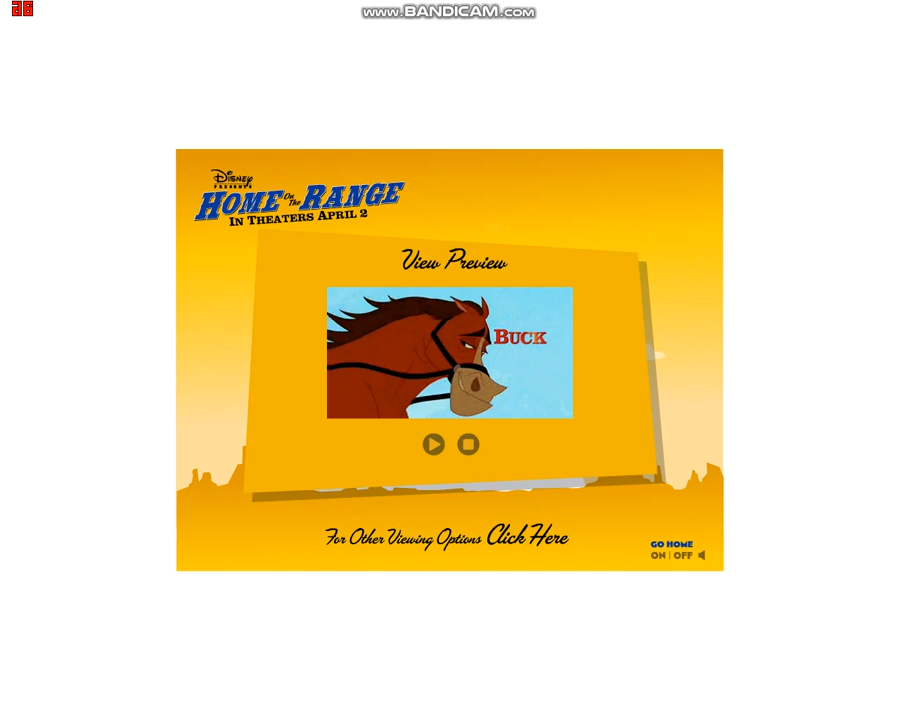 26
www.BANDICAM.com
Disney
PRESENTS
HOME On The RANGE
IN THEATERS APRIL 2
View Preview
BUCK
For Other Viewing Options Click Here
GO HOME
ON | OFF